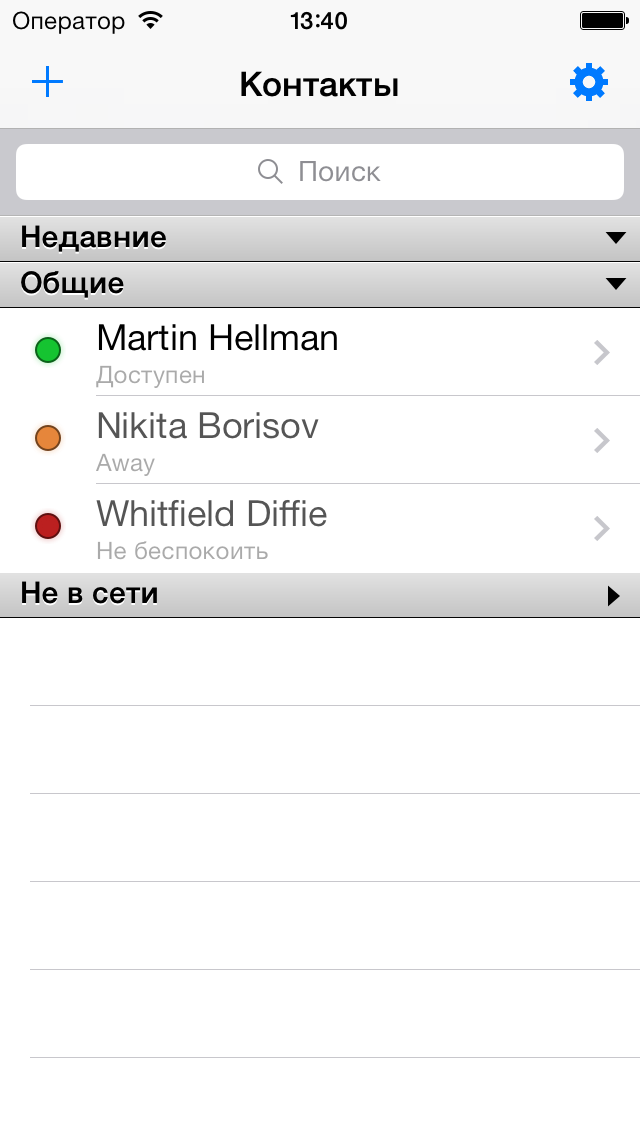 Оператор 13:40
Контакты
Поиск
Недавние
Общие
Martin Hellman
Доступен
Nikita Borisov
Away
Whitfield Diffie
Не беспокоить
Не в сети